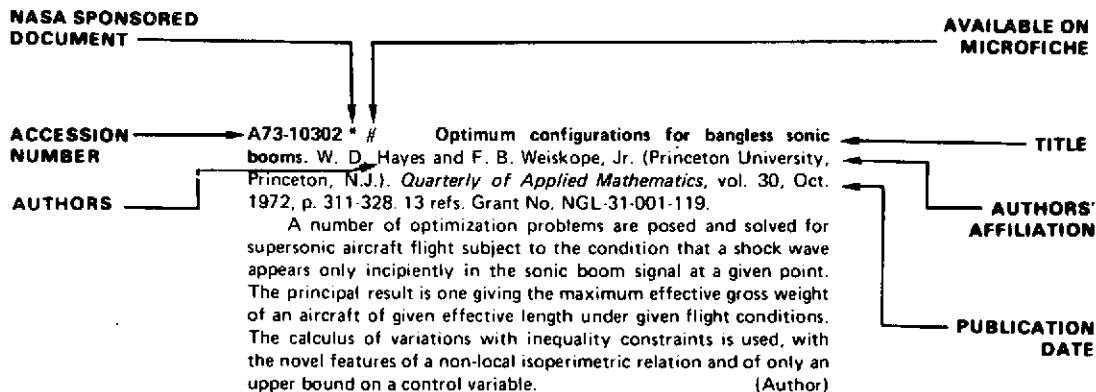 NASA SPONSORED
DOCUMENT
AVAILABLE ON
MICROFICHE
ACCESSION
NUMBER
AUTHORS
A73-10302 * # Optimum configurations for bangless sonic
booms. W. D. Hayes and F. B. Weiskope, Jr. (Princeton University,
Princeton, N.J.). Quarterly of Applied Mathematics, vol. 30, Oct.
1972, p. 311-328. 13 refs. Grant No. NGL-31-001-119.
A number of optimization problems are posed and solved for
supersonic aircraft flight subject to the condition that a shock wave
appears only incipiently in the sonic boom signal at a given point.
The principal result is one giving the maximum effective gross weight
of an aircraft of given effective length under given flight conditions.
The calculus of variations with inequality constraints is used, with
the novel features of a non-local isoperimetric relation and of only an
upper bound on a control variable. (Author)
TITLE
AUTHORS'
AFFILIATION
PUBLICATION
DATE